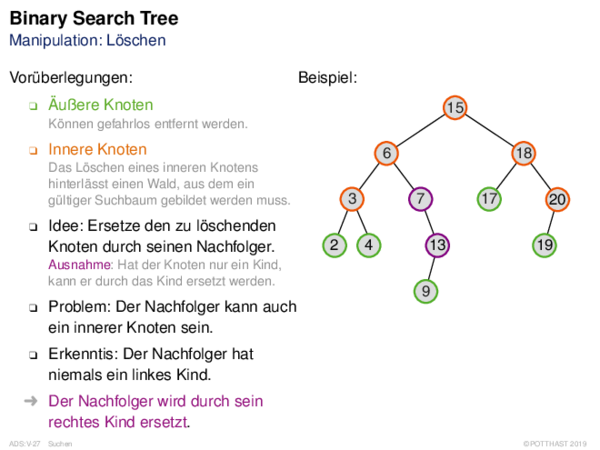 Binary Search Tree
Manipulation: Löschen
Vorüberlegungen:
❑ Äußere Knoten
Können gefahrlos entfernt werden.
❑ Innere Knoten
Das Löschen eines inneren Knotens
hinterlässt einen Wald, aus dem ein
gültiger Suchbaum gebildet werden muss.
❑ Idee: Ersetze den zu löschenden
Knoten durch seinen Nachfolger.
Ausnahme: Hat der Knoten nur ein Kind,
kann er durch das Kind ersetzt werden.
❑ Problem: Der Nachfolger kann auch
ein innerer Knoten sein.
❑ Erkenntis: Der Nachfolger hat
niemals ein linkes Kind.
➜ Der Nachfolger wird durch sein
rechtes Kind ersetzt.
Beispiel:
15
6 18
3 7 17 20
2 4 13 19
9
ADS:V-27 Suchen ©POTTHAST 2019